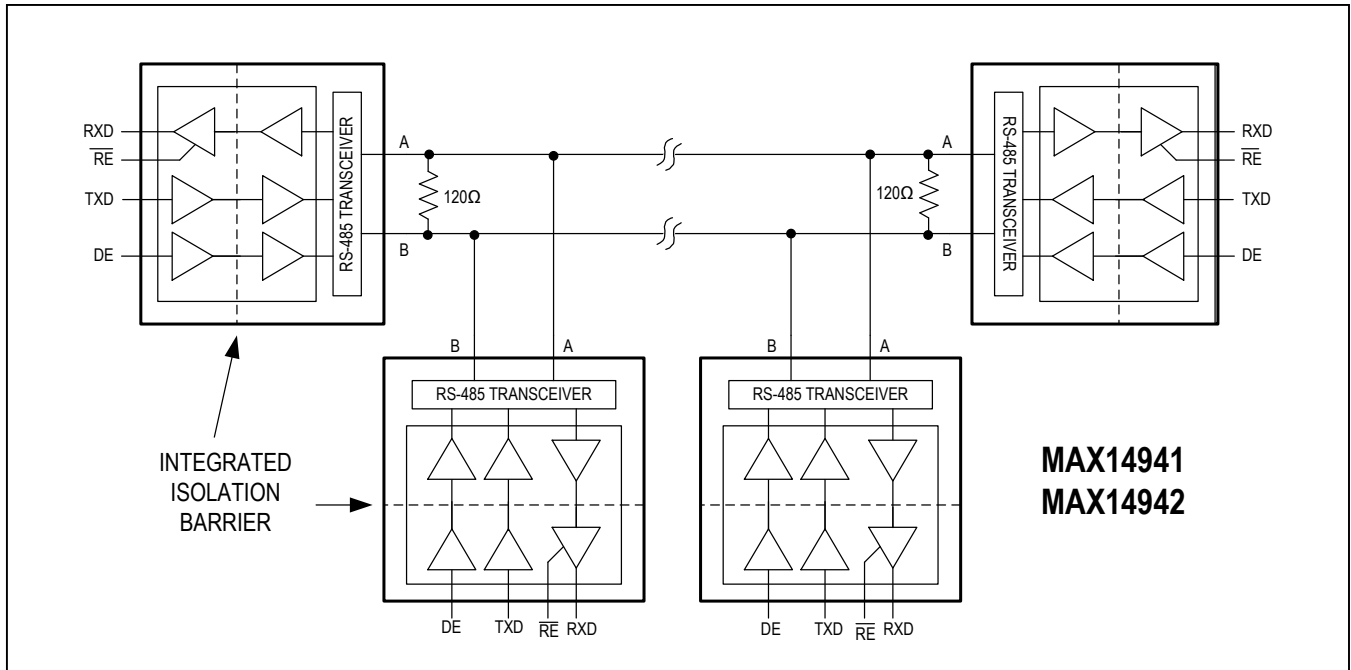 RXD
RE
TXD
DE
RS-485 TRANSCEIVER
A
120Ω
B
A
120Ω
B
RS-485 TRANSCEIVER
RXD
RE
TXD
DE
INTEGRATED
ISOLATION
BARRIER
B A
RS-485 TRANSCEIVER
DE TXD RE RXD
B A
RS-485 TRANSCEIVER
DE TXD RE RXD
MAX14941
MAX14942